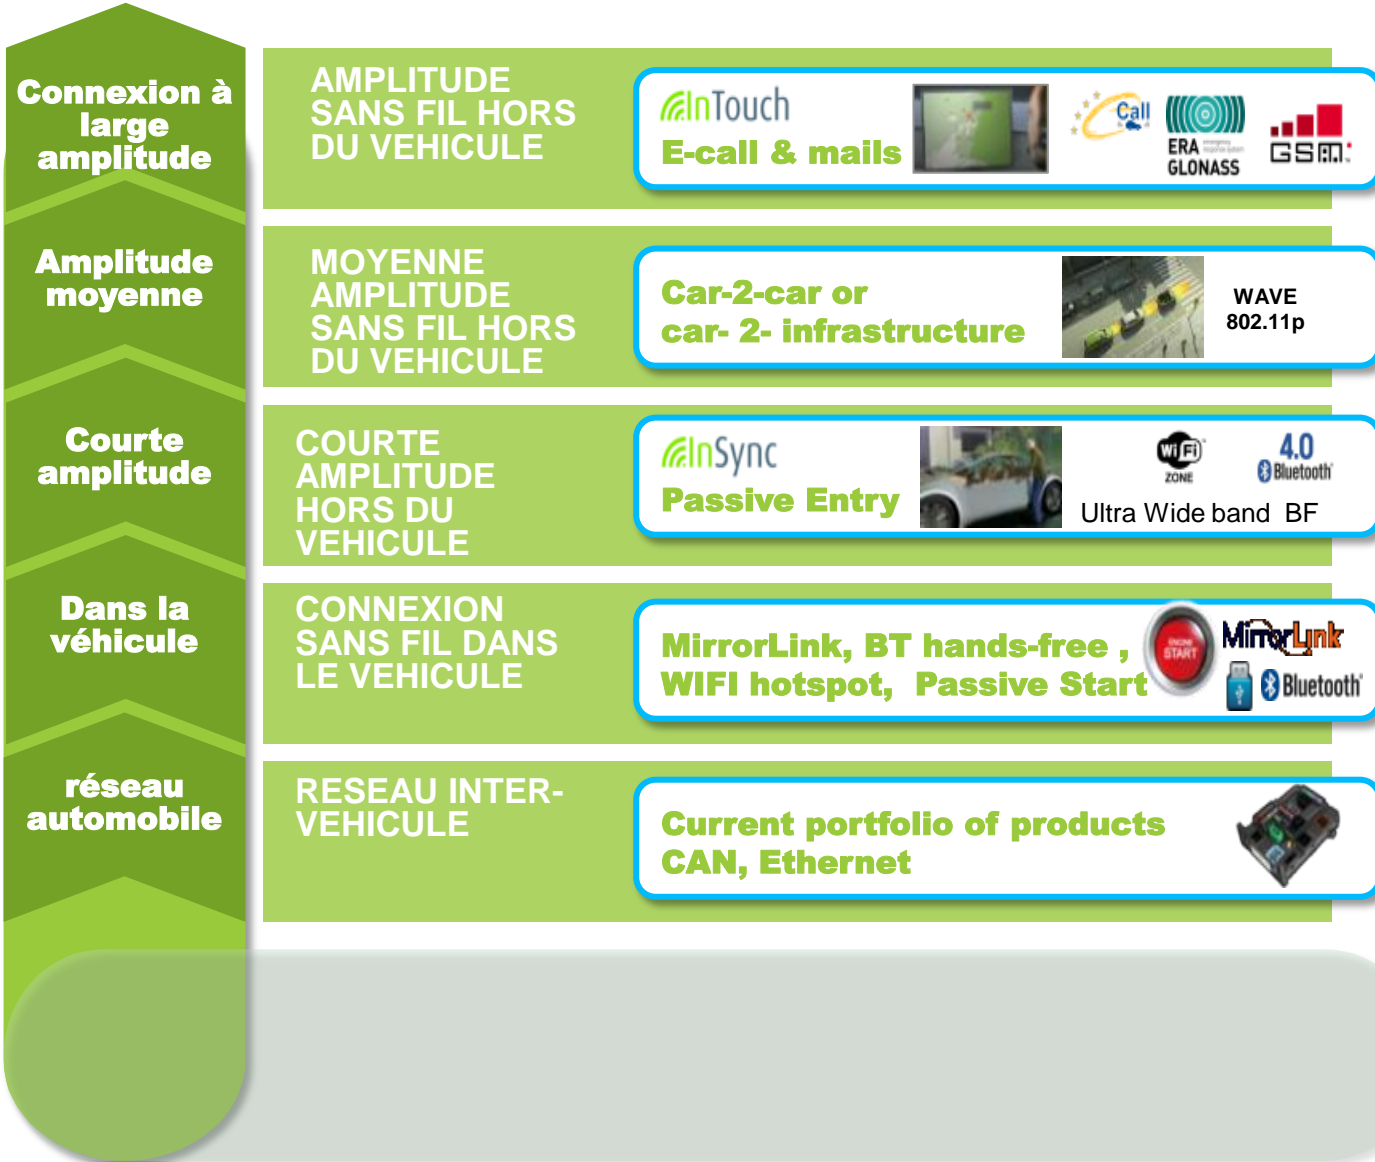 Connexion à
large
amplitude
AMPLITUDE
SANS FIL HORS
DU VEHICULE
InTouch
E-call & mails
Call
ERA
GLONASS
GSM
Amplitude
moyenne
MOYENNE
AMPLITUDE
SANS FIL HORS
DU VEHICULE
Car-2-car or
car- 2- infrastructure
WAVE
802.11p
Courte
amplitude
COURTE
AMPLITUDE
HORS DU
VEHICULE
InSync
Passive Entry
Wi Fi
ZONE
4.0
Bluetooth
Ultra Wide band BF
Dans la
véhicule
CONNEXION
SANS FIL DANS
LE VEHICULE
MirrorLink, BT hands-free ,
WIFI hotspot, Passive Start
ENGINE
START
MirrorLink
Bluetooth
réseau
automobile
RESEAU INTER-
VEHICULE
Current portfolio of products
CAN, Ethernet